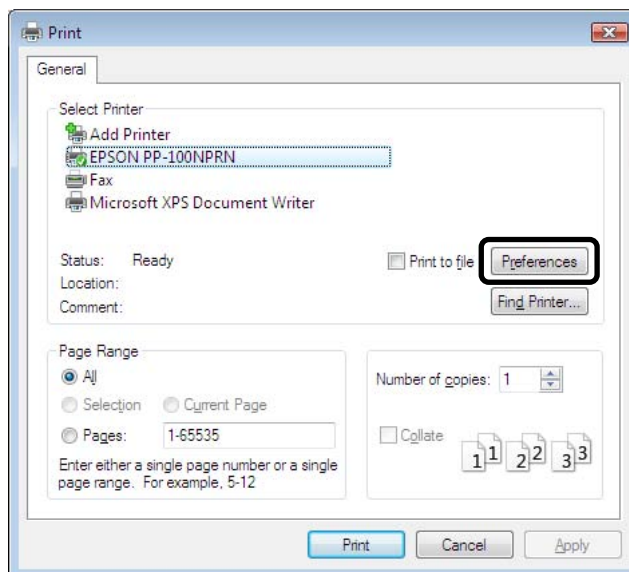 Print
General
Select Printer
Add Printer
EPSON PP-100NPRN
Fax
Microsoft XPS Document Writer
Status: Ready
Print to file Preferences
Location:
Comment:
Find Printer...
Page Range
All
Selection Current Page
Pages: 1-65535
Enter either a single page number or a single
page range. For example, 5-12
Number of copies: 1
Collate
1 1 2 2 3 3
Print Cancel Apply